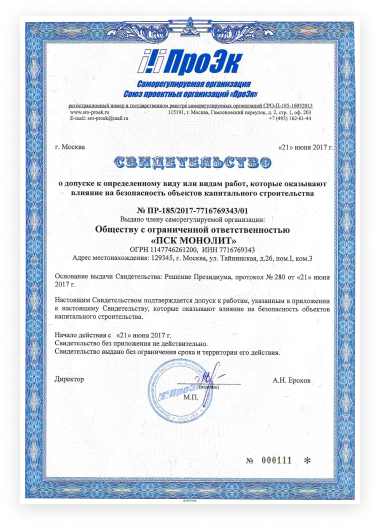 ПроЭк
Саморегулируемая организация
Союз проектных организаций «ПроЭк»
регистрационный номер в государственном реестре саморегулируемых организаций СРО-П-185-16052013
www.sro-proek.ru 115191, г. Москва, Гамсоновский переулок, д. 2, стр. 1, оф. 203
E-mail: sro-proek@mail.ru +7 (495) 162-61-44
г. Москва «21» июня 2017 г.
СВИДЕТЕЛЬСТВО
о допуске к определенному виду или видам работ, которые оказывают
влияние на безопасность объектов капитального строительства
№ ПР-185/2017-7716769343/01
Выдано члену саморегулируемой организации:
Обществу с ограниченной ответственностью
«ПСК МОНОЛИТ»
ОГРН 1147746261200, ИНН 7716769343
Адрес местонахождения: 129345, г. Москва, ул. Тайнинская, д.26, пом.I, ком.3
Основание выдачи Свидетельства: Решение Президиума, протокол № 280 от «21» июня
2017 г.
Настоящим Свидетельством подтверждается допуск к работам, указанным в приложении
к настоящему Свидетельству, которые оказывают влияние на безопасность объектов
капитального строительства.
Начало действия с «21» июня 2017 г.
Свидетельство без приложения не действительно.
Свидетельство выдано без ограничения срока и территории его действия.
Директор А.Н. Ерохов
(подпись)
М.П.
ПроЭк
№ 000111 *